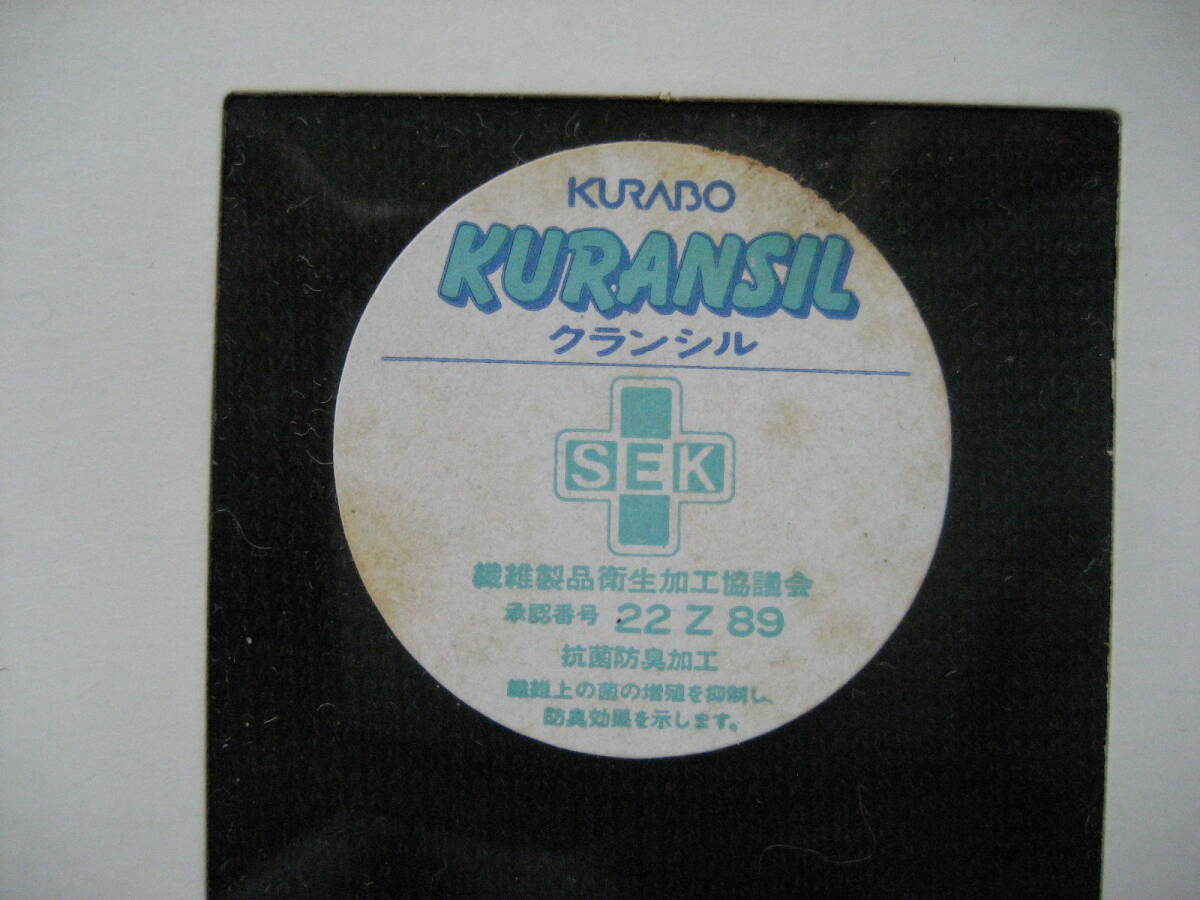 KURABO
KURANSIL
クランシル
SEK
繊維製品衛生加工協議会
承認番号 22 Z 89
抗菌防臭加工
繊維上の菌の増殖を抑制し、
防臭効果を示します。